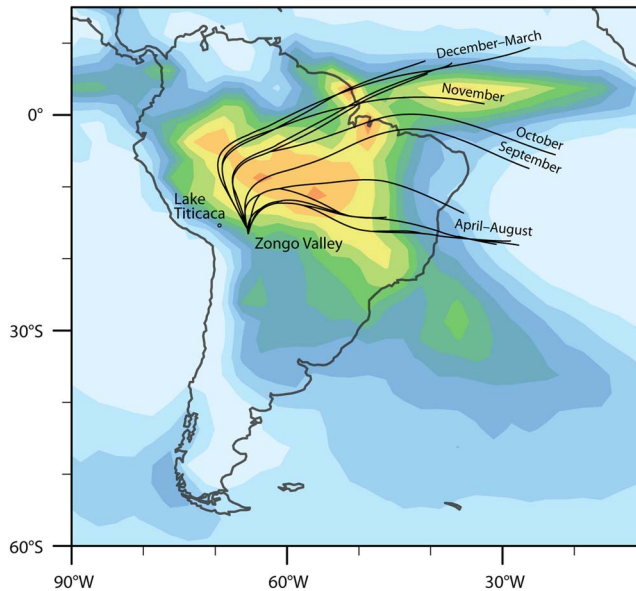 December–March
November
0°
October
September
Lake
Titicaca
April–August
Zongo Valley
30°S
60°S
90°W
60°W
30°W